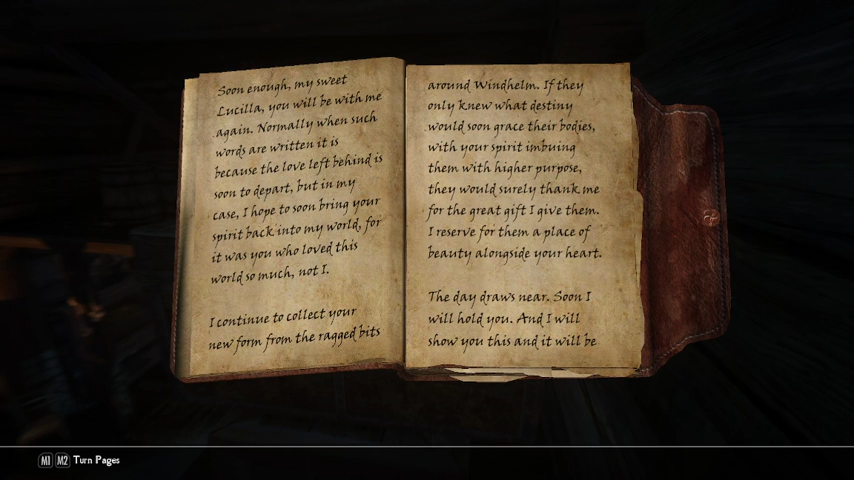 Soon enough, my sweet
Lucilla, you will be with me
again. Normally when such
words are written it is
because the love left behind is
soon to depart, but in my
case, I hope to soon bring your
spirit back into my world, for
it was you who loved this
world so much, not I.
I continue to collect your
new form from the ragged bits
around Windhelm. If they
only knew what destiny
would soon grace their bodies,
with your spirit imbuing
them with higher purpose,
they would surely thank me
for the great gift I give them.
I reserve for them a place of
beauty alongside your heart.
The day draws near. Soon I
will hold you. And I will
show you this and it will be
M1 M2 Turn Pages